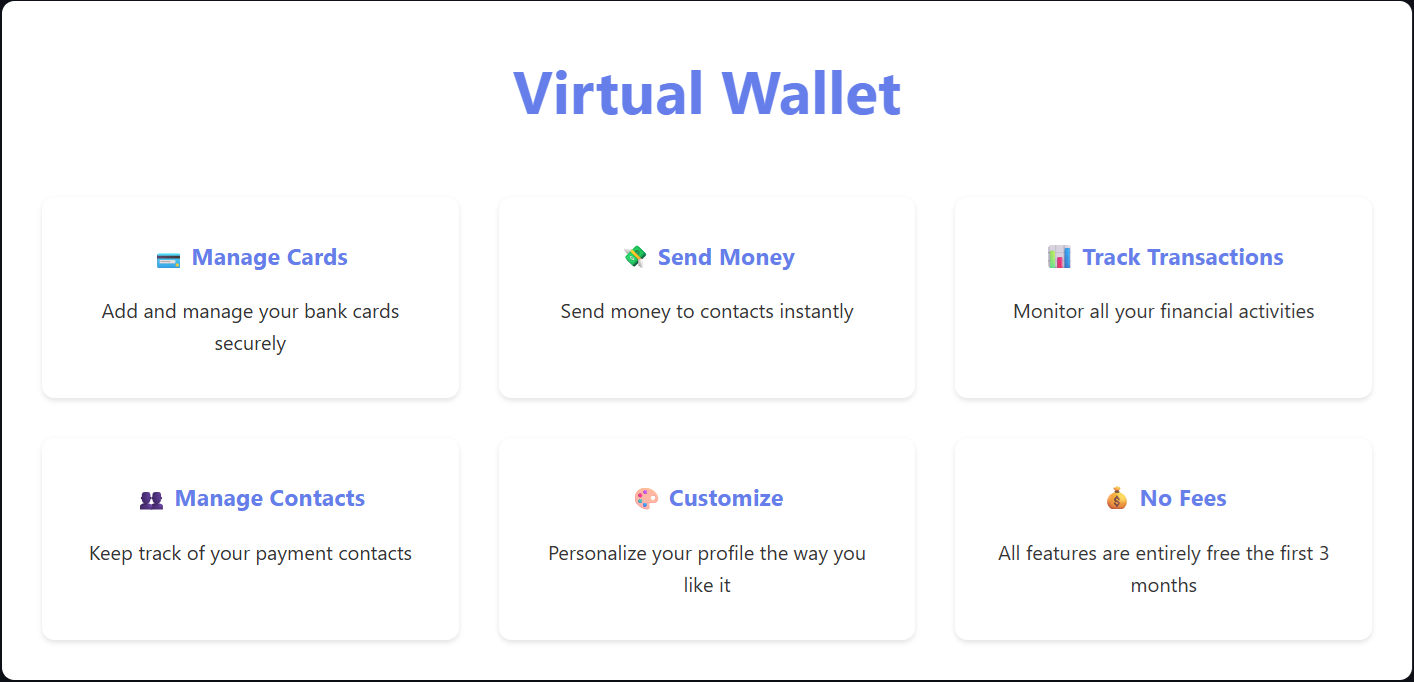 Virtual Wallet
💳 Manage Cards
Add and manage your bank cards
securely
💸 Send Money
Send money to contacts instantly
📊 Track Transactions
Monitor all your financial activities
👥 Manage Contacts
Keep track of your payment contacts
🎨 Customize
Personalize your profile the way you
like it
💰 No Fees
All features are entirely free the first 3
months